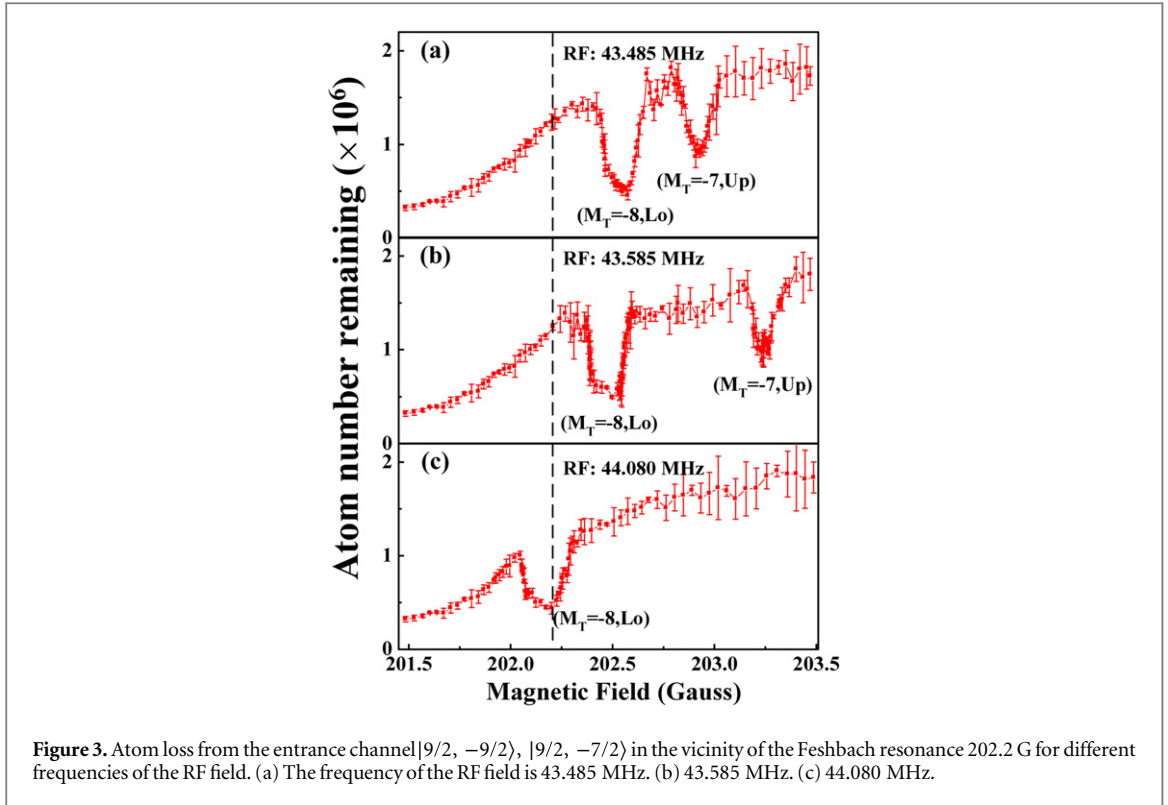 (a)
RF: 43.485 MHz
2
1
0
(M_T=-7,Up)
(M_T=-8,Lo)
(b)
RF: 43.585 MHz
2
1
0
(M_T=-7,Up)
(M_T=-8,Lo)
(c)
RF: 44.080 MHz
2
1
0
(M_T=-8,Lo)
Atom number remaining (×10⁶)
201.5 202.0 202.5 203.0 203.5
Magnetic Field (Gauss)
Figure 3. Atom loss from the entrance channel|9/2, −9/2⟩, |9/2, −7/2⟩ in the vicinity of the Feshbach resonance 202.2 G for different
frequencies of the RF field. (a) The frequency of the RF field is 43.485 MHz. (b) 43.585 MHz. (c) 44.080 MHz.